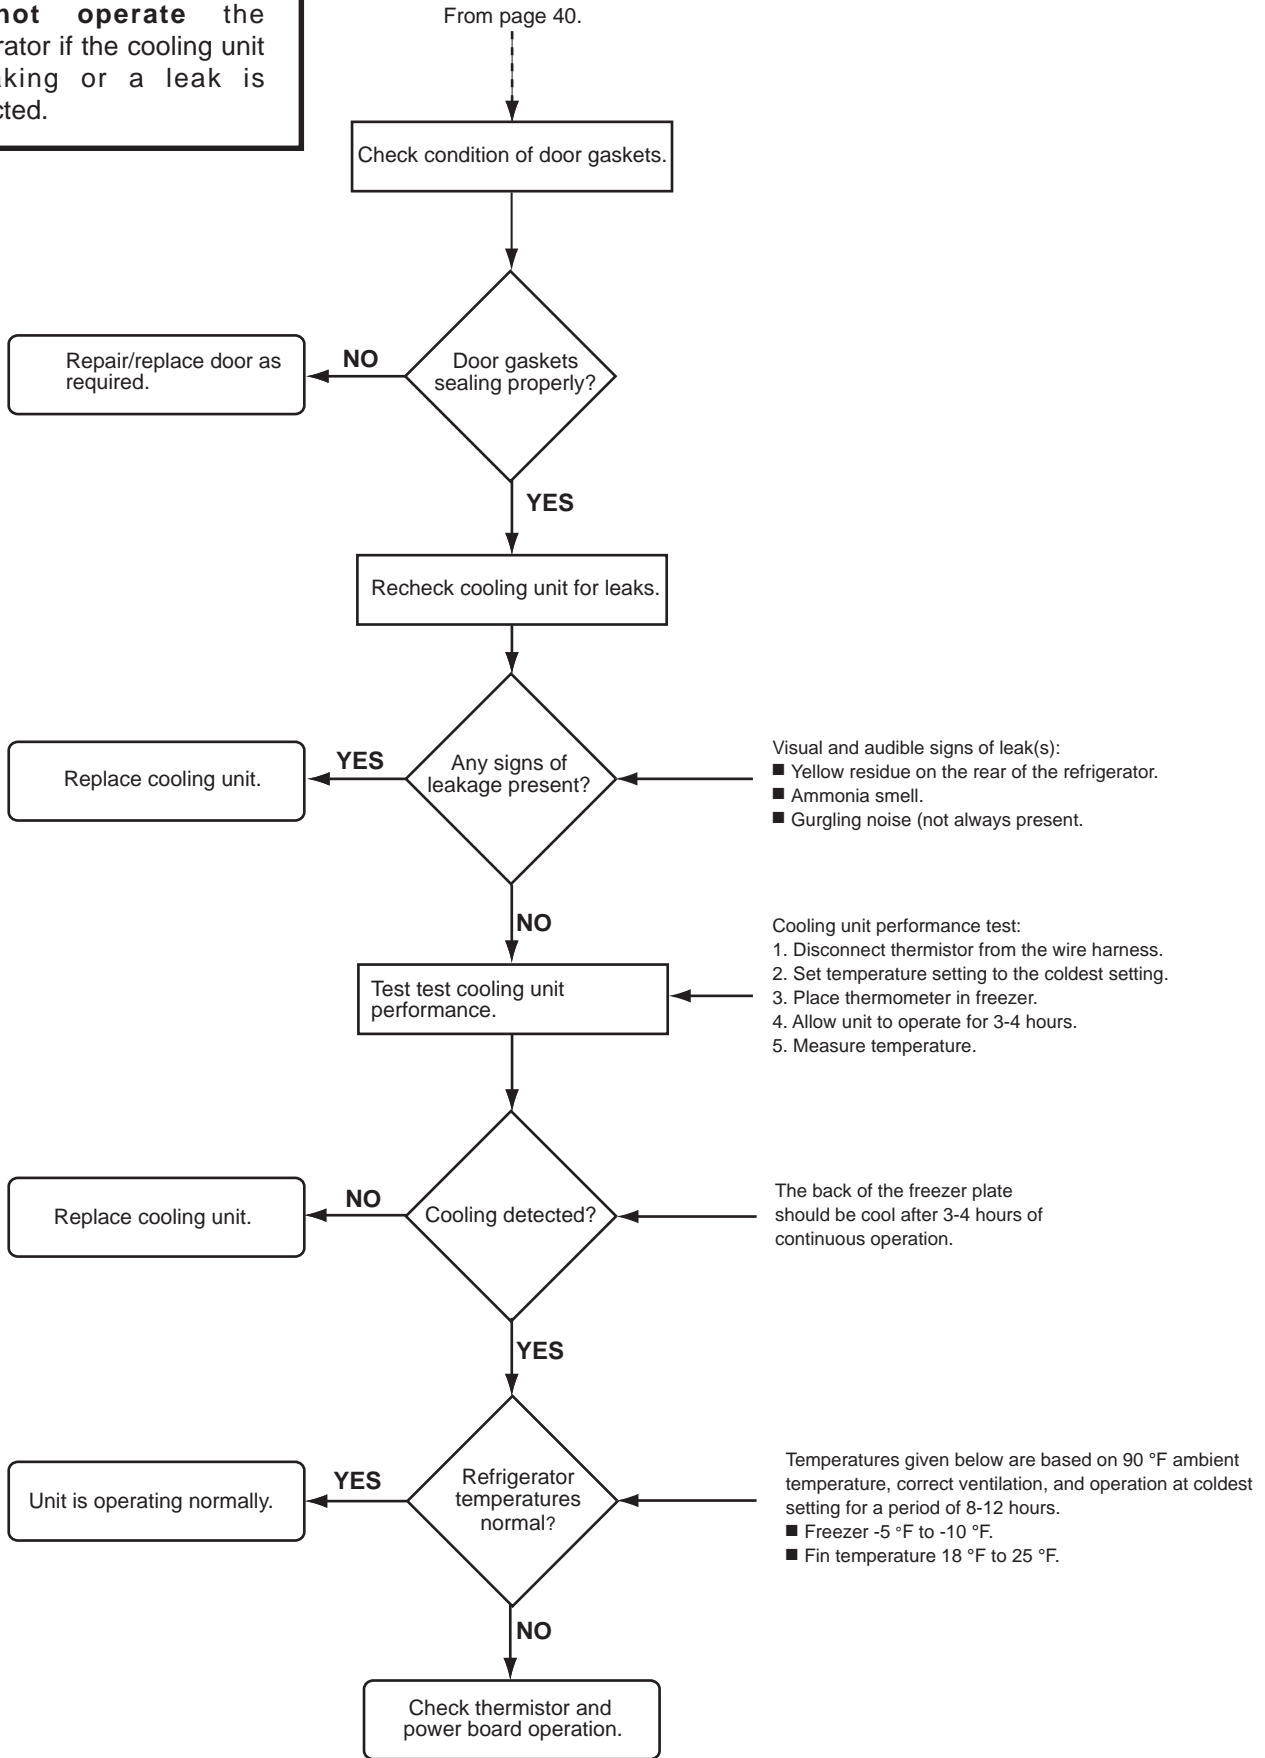 not operate the
if the cooling unit
or a leak is
From page 40.
Check condition of door gaskets.
Door gaskets
sealing properly?
NO
Repair/replace door as
required.
YES
Recheck cooling unit for leaks.
Any signs of
leakage present?
YES
Replace cooling unit.
Visual and audible signs of leak(s):
■ Yellow residue on the rear of the refrigerator.
■ Ammonia smell.
■ Gurgling noise (not always present.
NO
Test test cooling unit
performance.
Cooling unit performance test:
1. Disconnect thermistor from the wire harness.
2. Set temperature setting to the coldest setting.
3. Place thermometer in freezer.
4. Allow unit to operate for 3-4 hours.
5. Measure temperature.
Cooling detected?
NO
Replace cooling unit.
The back of the freezer plate
should be cool after 3-4 hours of
continuous operation.
YES
Refrigerator
temperatures
normal?
YES
Unit is operating normally.
Temperatures given below are based on 90 °F ambient
temperature, correct ventilation, and operation at coldest
setting for a period of 8-12 hours.
■ Freezer -5 °F to -10 °F.
■ Fin temperature 18 °F to 25 °F.
NO
Check thermistor and
power board operation.